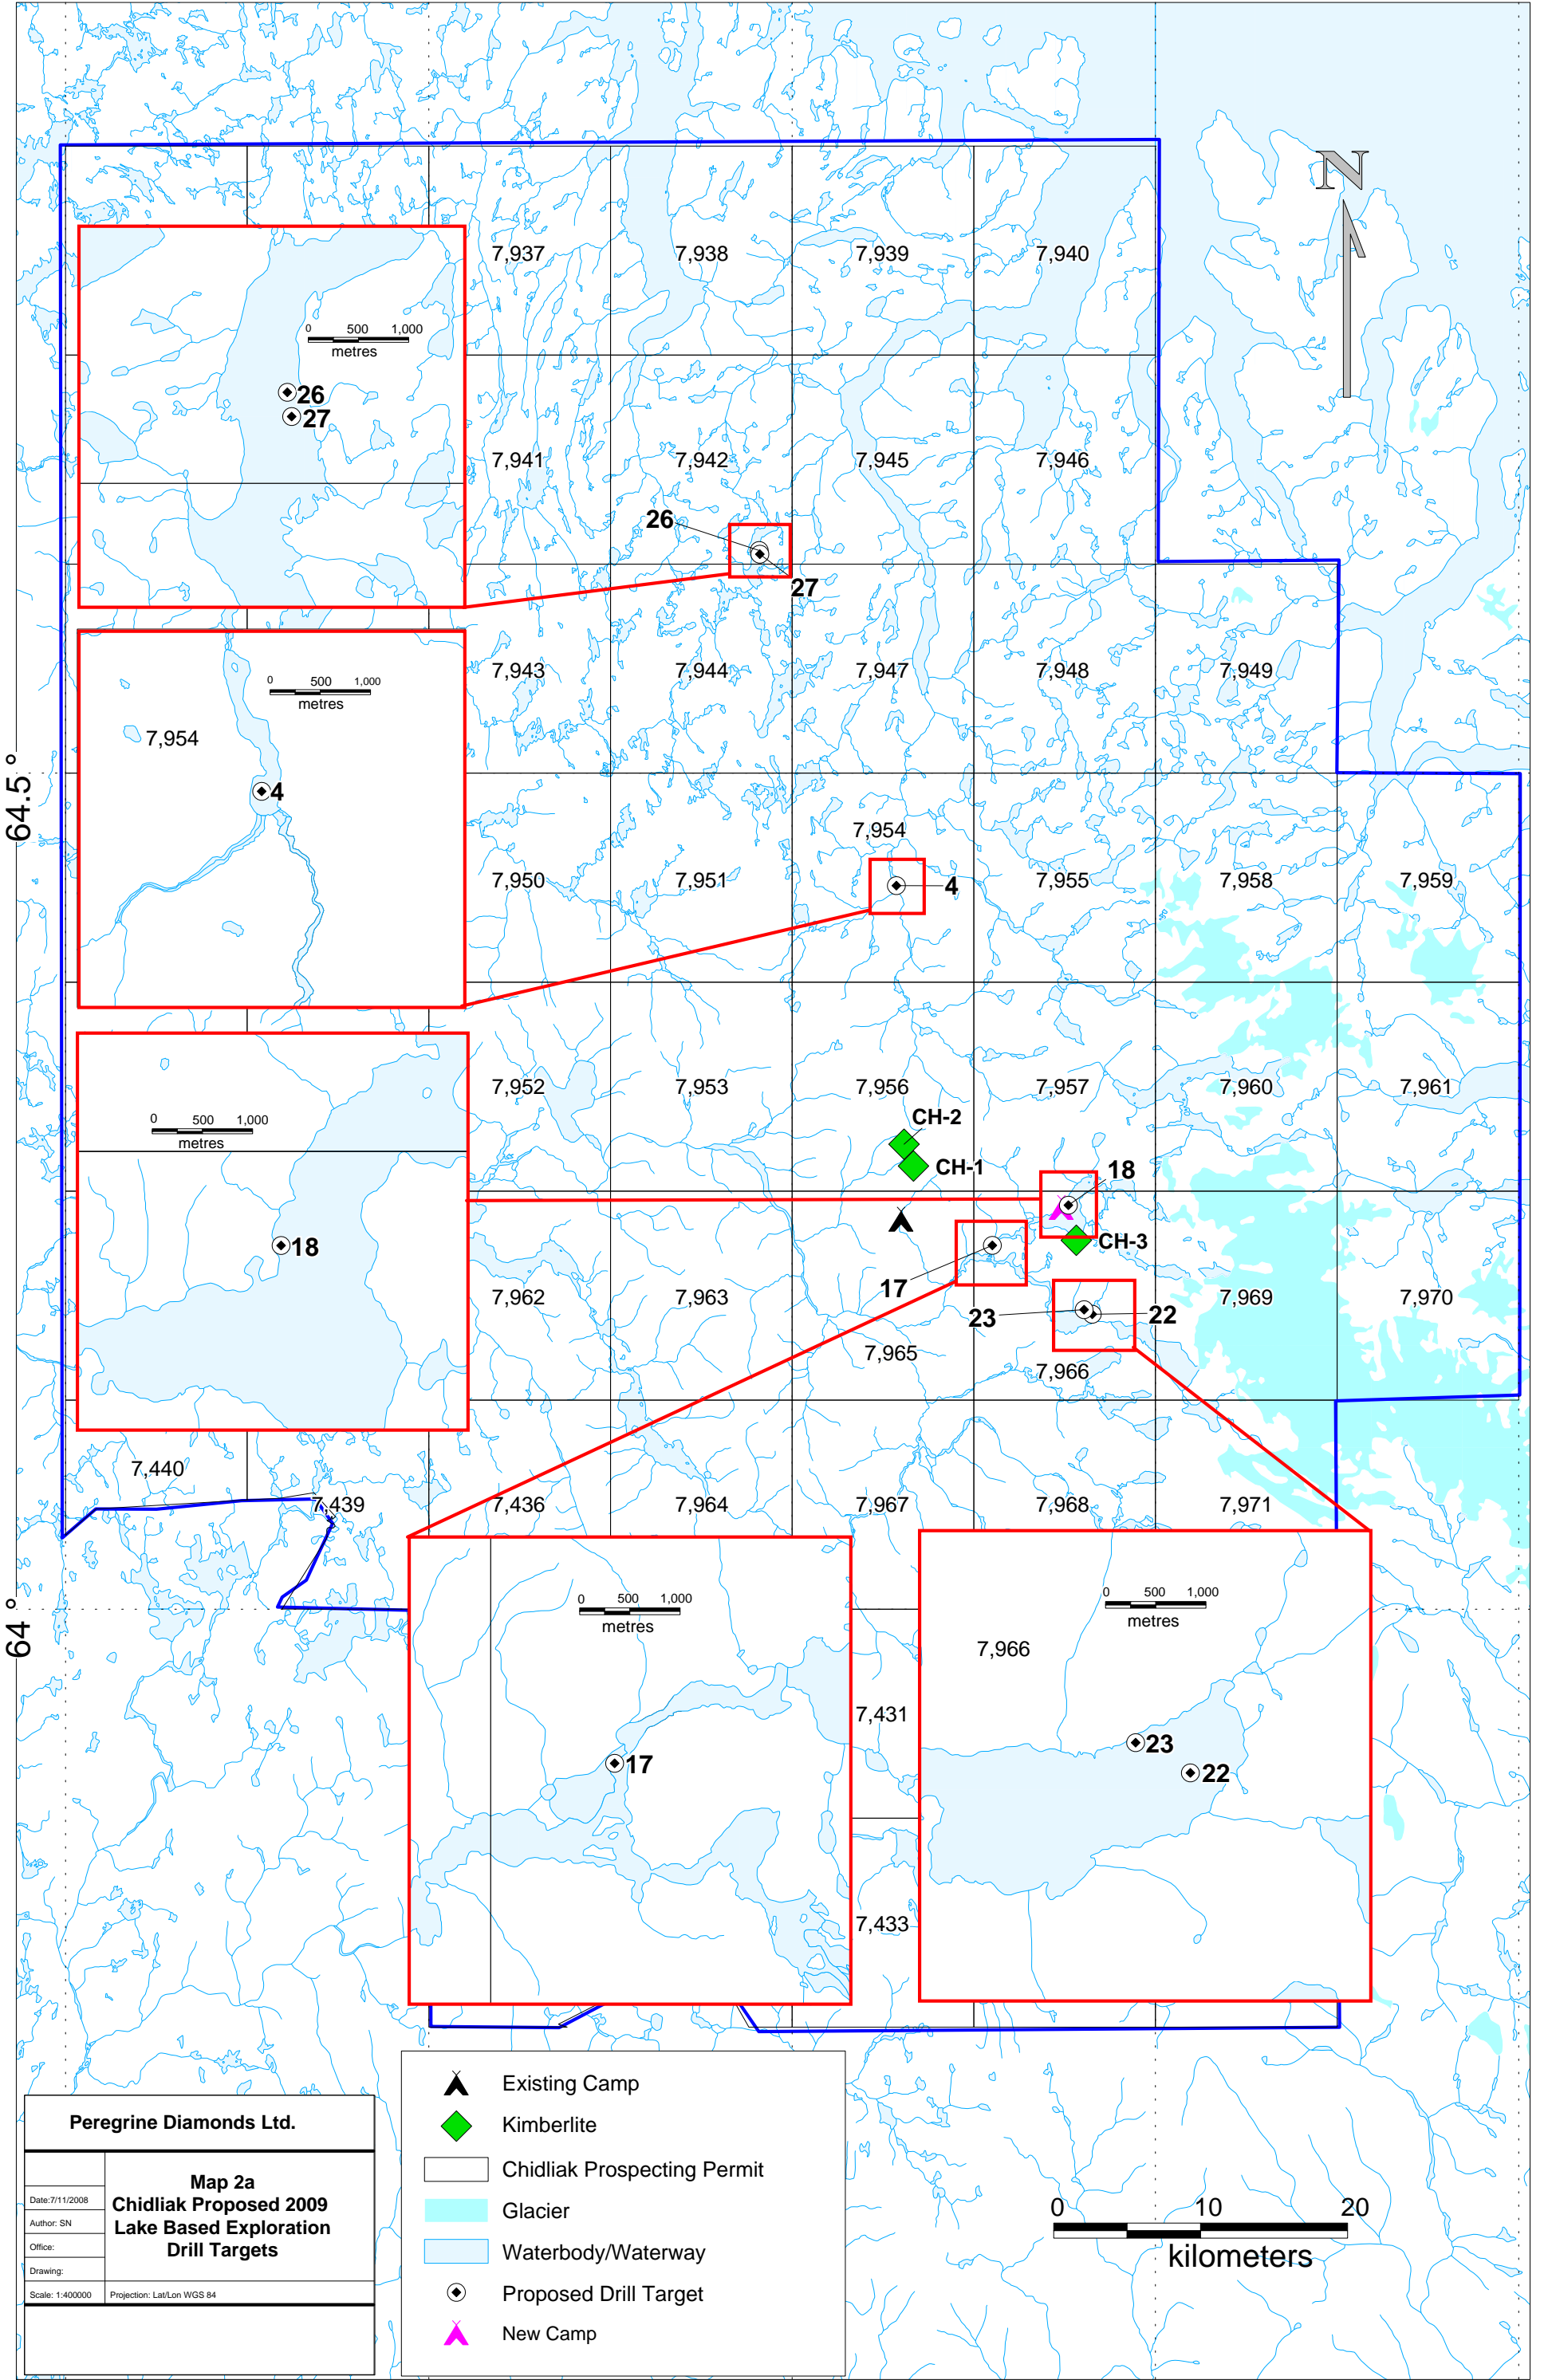 N
7,937
7,938
7,939
7,940
0 500 1,000
metres
26
27
7,941
7,942
7,945
7,946
26
27
7,943
7,944
7,947
7,948
7,949
0 500 1,000
metres
7,954
4
64.5 °
7,954
7,950
7,951
4
7,955
7,958
7,959
7,952
7,953
7,956
7,957
7,960
7,961
CH-2
CH-1
0 500 1,000
metres
18
18
CH-3
17
23
22
7,962
7,963
7,965
7,966
7,969
7,970
7,440
7,439
7,436
7,964
7,967
7,968
7,971
64 °
0 500 1,000
metres
17
7,431
7,433
0 500 1,000
metres
7,966
23
22
Peregrine Diamonds Ltd.
Map 2a
Chidliak Proposed 2009
Lake Based Exploration
Drill Targets
Date:7/11/2008
Author: SN
Office:
Drawing:
Scale: 1:400000
Projection: Lat/Lon WGS 84
Existing Camp
Kimberlite
Chidliak Prospecting Permit
Glacier
Waterbody/Waterway
Proposed Drill Target
New Camp
0 10 20
kilometers